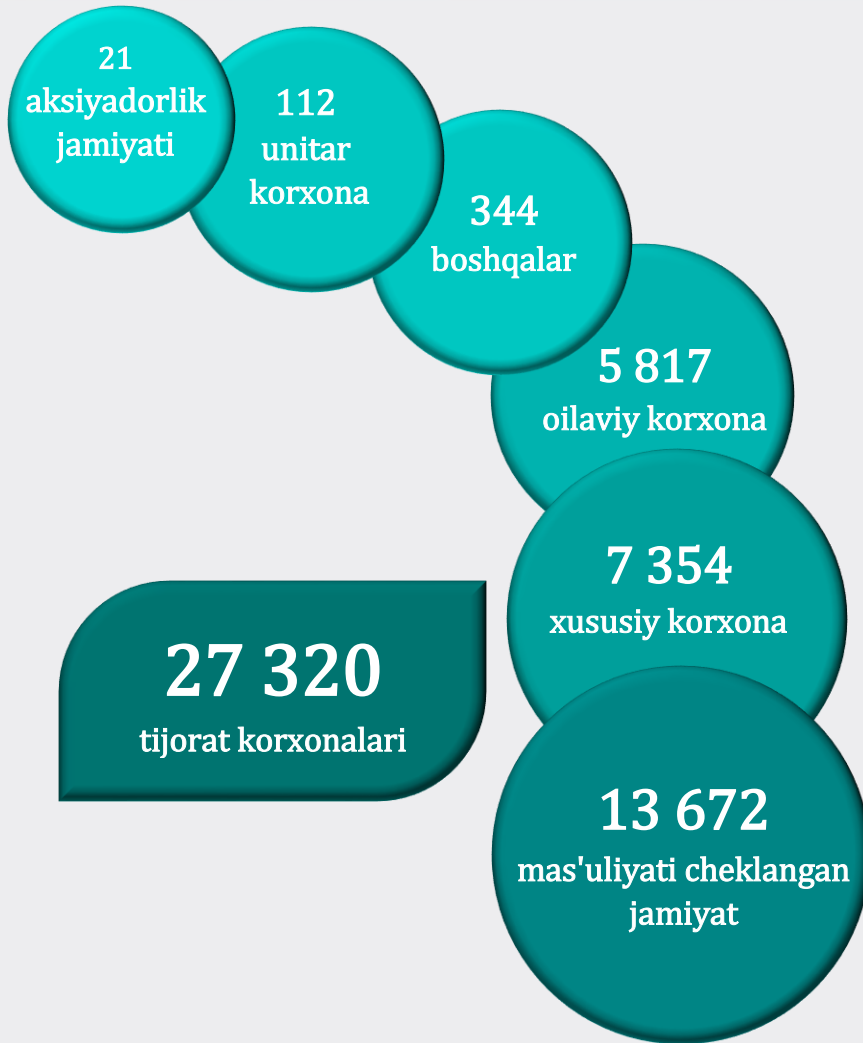 21
aksiyadorlik
jamiyati
112
unitar
korxona
344
boshqalar
5 817
oilaviy korxona
7 354
xususiy korxona
27 320
tijorat korxonalari
13 672
mas'uliyati cheklangan
jamiyat